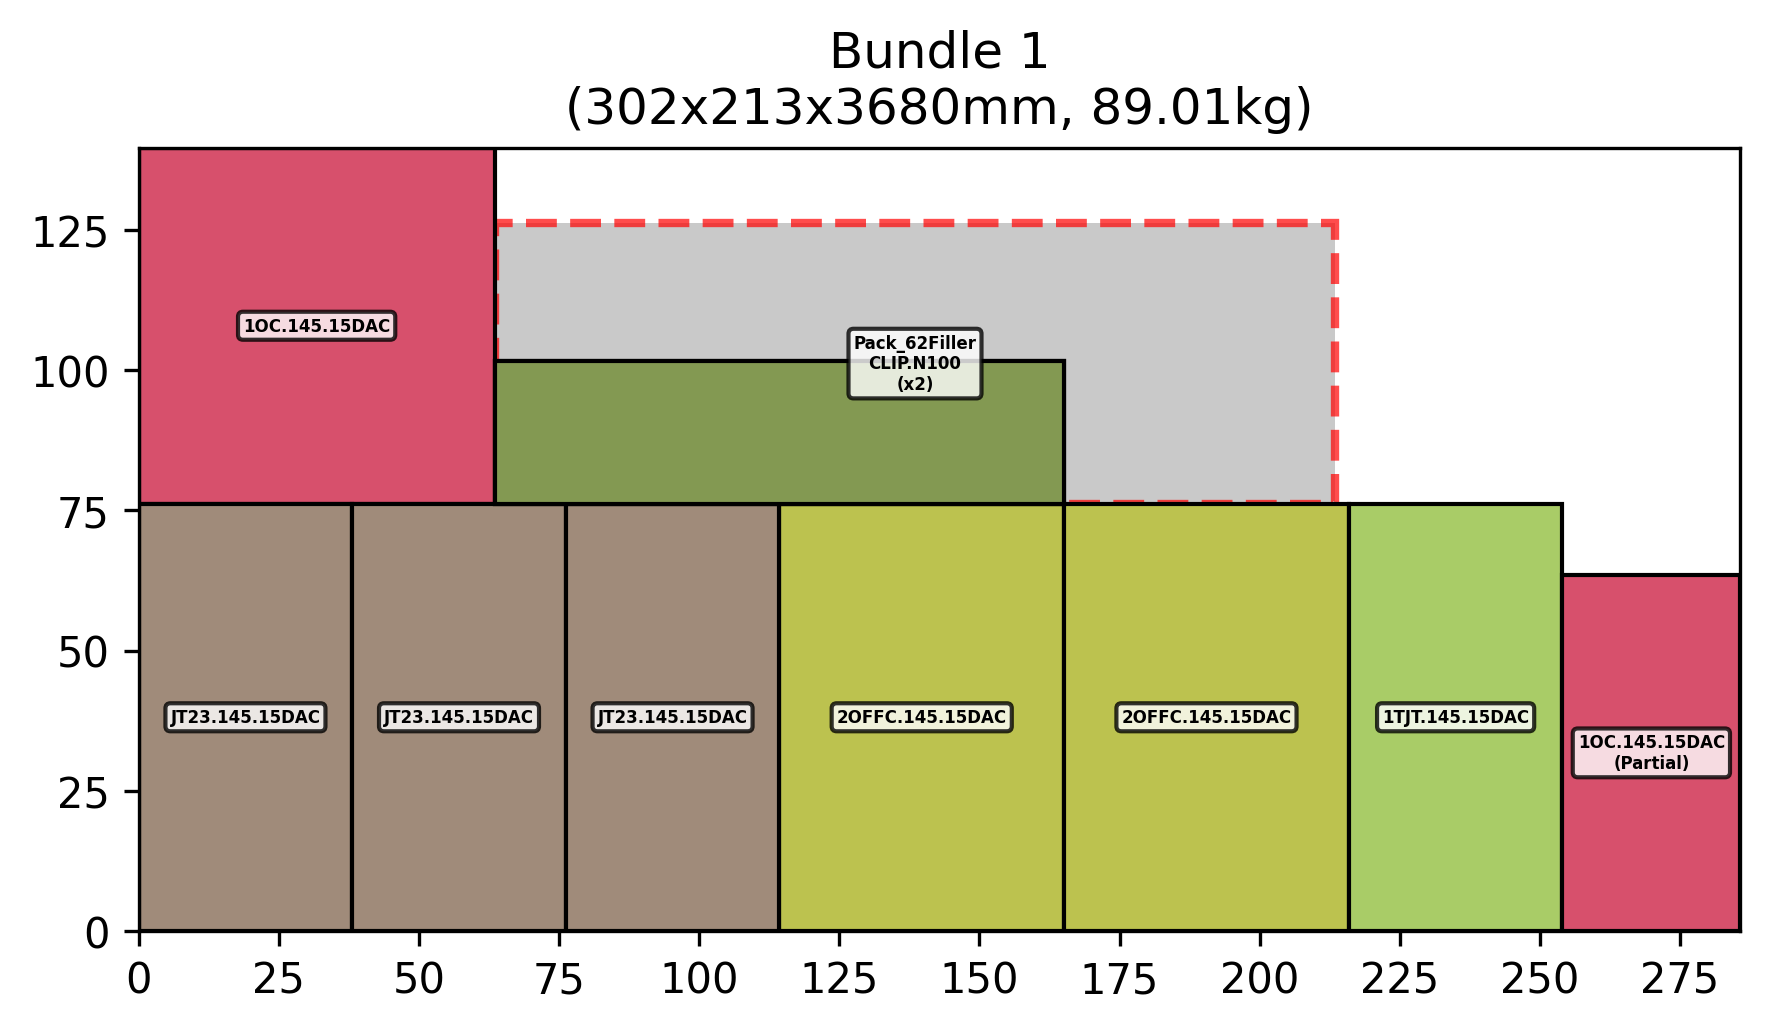 Bundle 1
(302x213x3680mm, 89.01kg)
125
100
75
50
25
0
1OC.145.15DAC
Pack_62Filler
CLIP.N100
(x2)
JT23.145.15DAC
JT23.145.15DAC
JT23.145.15DAC
2OFFC.145.15DAC
2OFFC.145.15DAC
1TJT.145.15DAC
1OC.145.15DAC
(Partial)
0
25
50
75
100
125
150
175
200
225
250
275